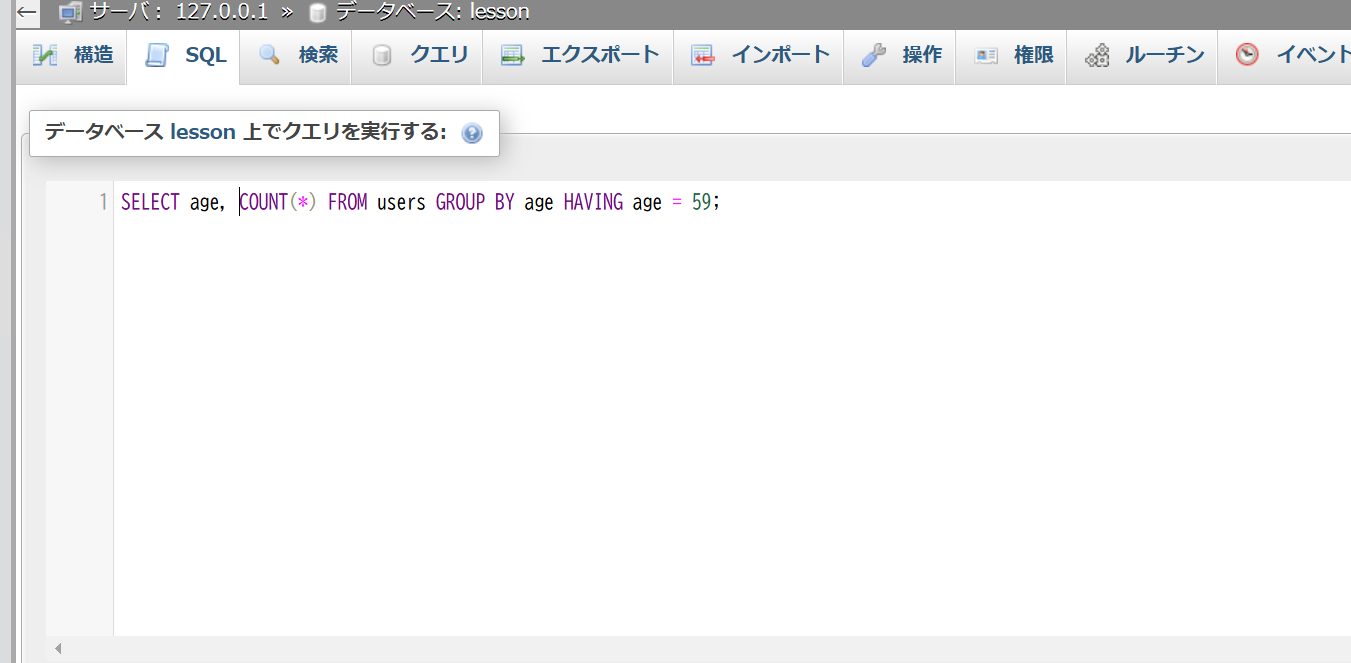 ← サーバ: 127.0.0.1 » データベース: lesson
構造 SQL 検索 クエリ エクスポート インポート 操作 権限 ルーチン イベント
データベース lesson 上でクエリを実行する:
1 SELECT age, COUNT(*) FROM users GROUP BY age HAVING age = 59;